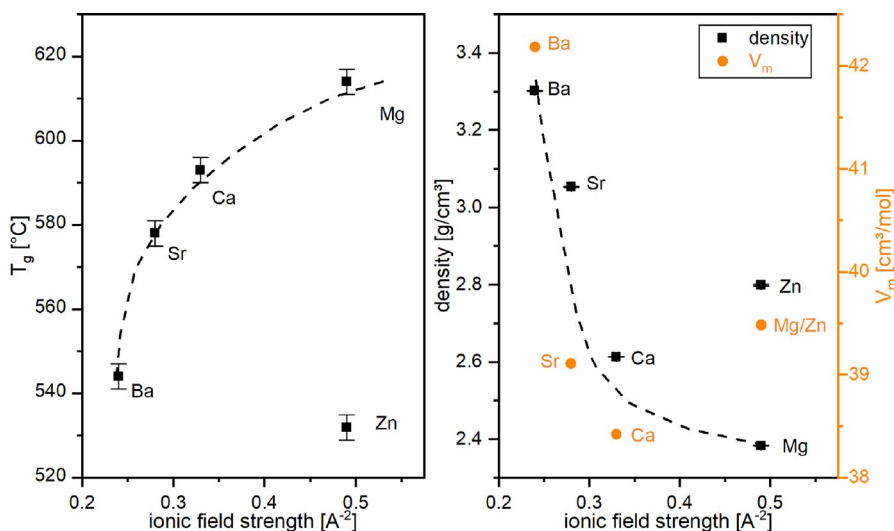 620
600
580
560
540
520
T_g [°C]
Mg
Ca
Sr
Ba
Zn
0.2
0.3
0.4
0.5
ionic field strength [A⁻²]
density
V_m
3.4
3.2
3.0
2.8
2.6
2.4
density [g/cm³]
Ba
Ba
Sr
Zn
Mg/Zn
Ca
Sr
Ca
Mg
42
41
40
39
38
V_m [cm³/mol]
0.2
0.3
0.4
0.5
ionic field strength [A⁻²]